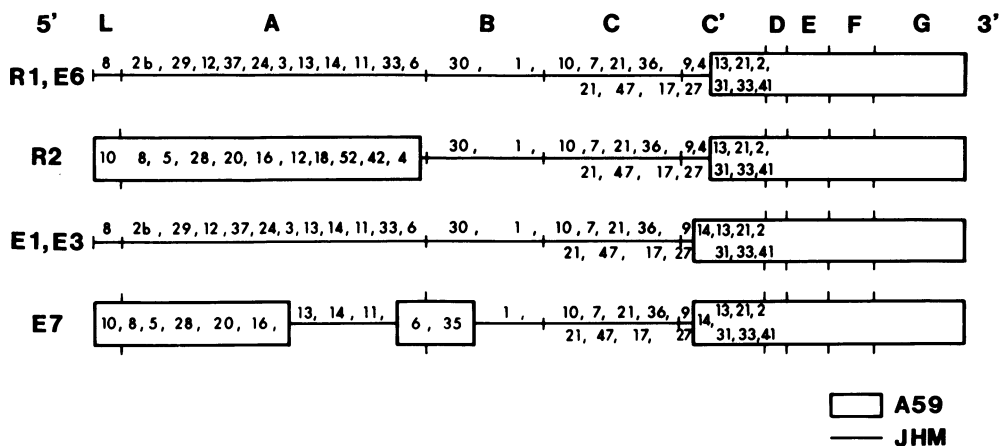 5' L A B C C' D E F G 3'
8 2b, 29, 12, 37, 24, 3, 13, 14, 11, 33, 6 30, 1, 10, 7, 21, 36, 9,4 13, 21, 2,
R1, E6
21, 47, 17, 27 31, 33, 41
30, 1, 10, 7, 21, 36, 9,4 13, 21, 2,
R2 10 8, 5, 28, 20, 16, 12, 18, 52, 42, 4
21, 47, 17, 27 31, 33, 41
8 2b, 29, 12, 37, 24, 3, 13, 14, 11, 33, 6 30, 1, 10, 7, 21, 36, 9 14, 13, 21, 2
E1, E3
21, 47, 17, 27 31, 33, 41
13, 14, 11, 1, 10, 7, 21, 36, 9 13, 21, 2
E7 10, 8, 5, 28, 20, 16, 6, 35 14,
21, 47, 17, 27 31, 33, 41
A59
JHM